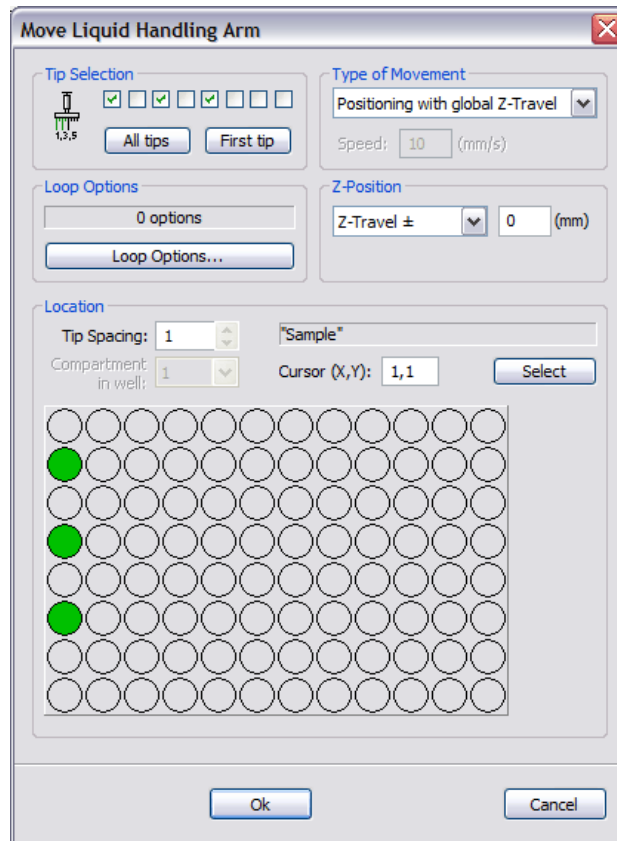 Move Liquid Handling Arm
Tip Selection
1,3,5
All tips
First tip
Type of Movement
Positioning with global Z-Travel
Speed: 10 (mm/s)
Loop Options
0 options
Loop Options...
Z-Position
Z-Travel ± 0 (mm)
Location
Tip Spacing: 1
"Sample"
Compartment
in well: 1
Cursor (X,Y): 1,1
Select
Ok
Cancel